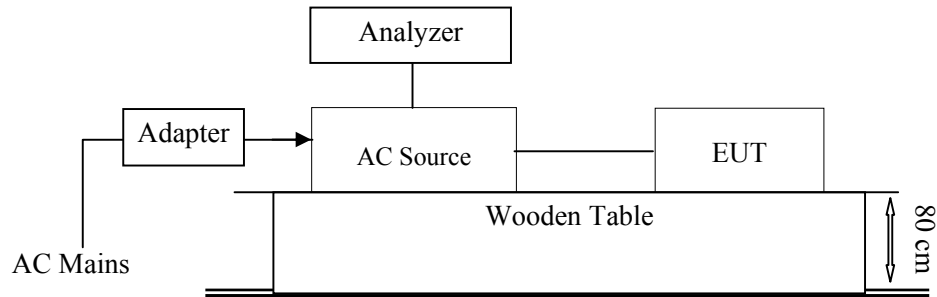 Analyzer
Adapter
AC Source
EUT
Wooden Table
80 cm
AC Mains